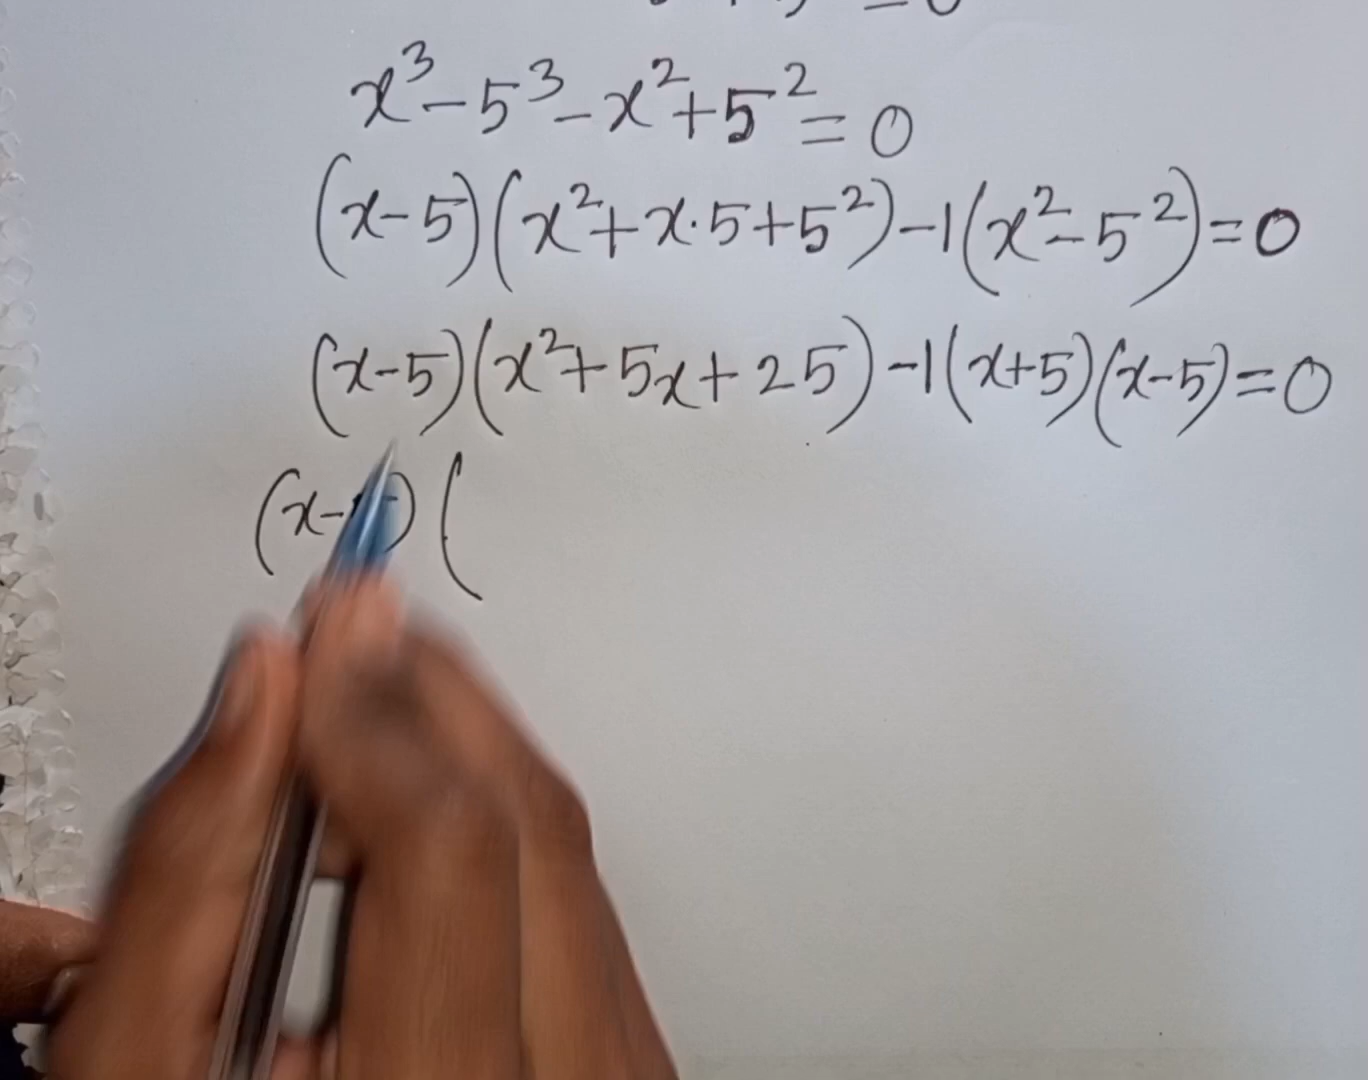 = 0
x³ - 5³ - x² + 5² = 0
(x - 5)(x² + x·5 + 5²) - 1(x² - 5²) = 0
(x - 5)(x² + 5x + 25) - 1(x + 5)(x - 5) = 0
(x - ) (